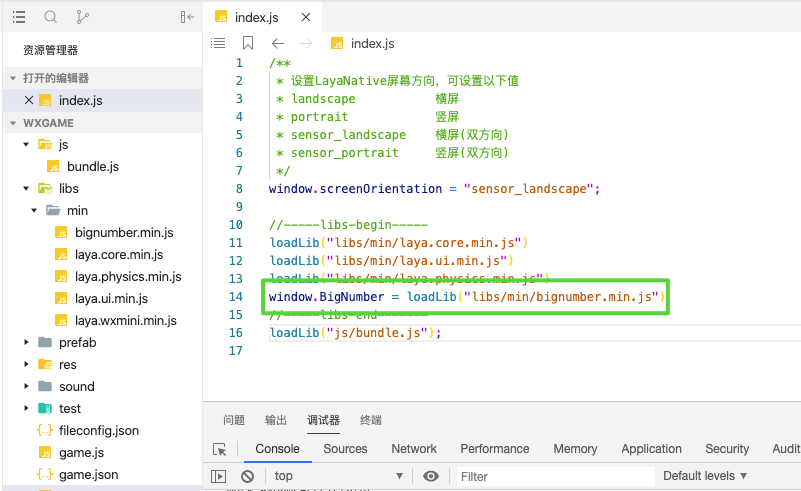 index.js
资源管理器
打开的编辑器
index.js
WXGAME
js
bundle.js
libs
min
bignumber.min.js
laya.core.min.js
laya.physics.min.js
laya.ui.min.js
laya.wxmini.min.js
prefab
res
sound
test
fileconfig.json
game.js
game.json
index.js
1 /**
2 * 设置LayaNative屏幕方向，可设置以下值
3 * landscape 横屏
4 * portrait 竖屏
5 * sensor_landscape 横屏(双方向)
6 * sensor_portrait 竖屏(双方向)
7 */
8 window.screenOrientation = "sensor_landscape";
9
10 //-----libs-begin-----
11 loadLib("libs/min/laya.core.min.js")
12 loadLib("libs/min/laya.ui.min.js")
13 loadLib("libs/min/laya.physics.min.js")
14 window.BigNumber = loadLib("libs/min/bignumber.min.js")
15 //-----libs-end-------
16 loadLib("js/bundle.js");
17
问题 输出 调试器 终端
Console Sources Network Performance Memory Application Security Audit
top Filter Default levels